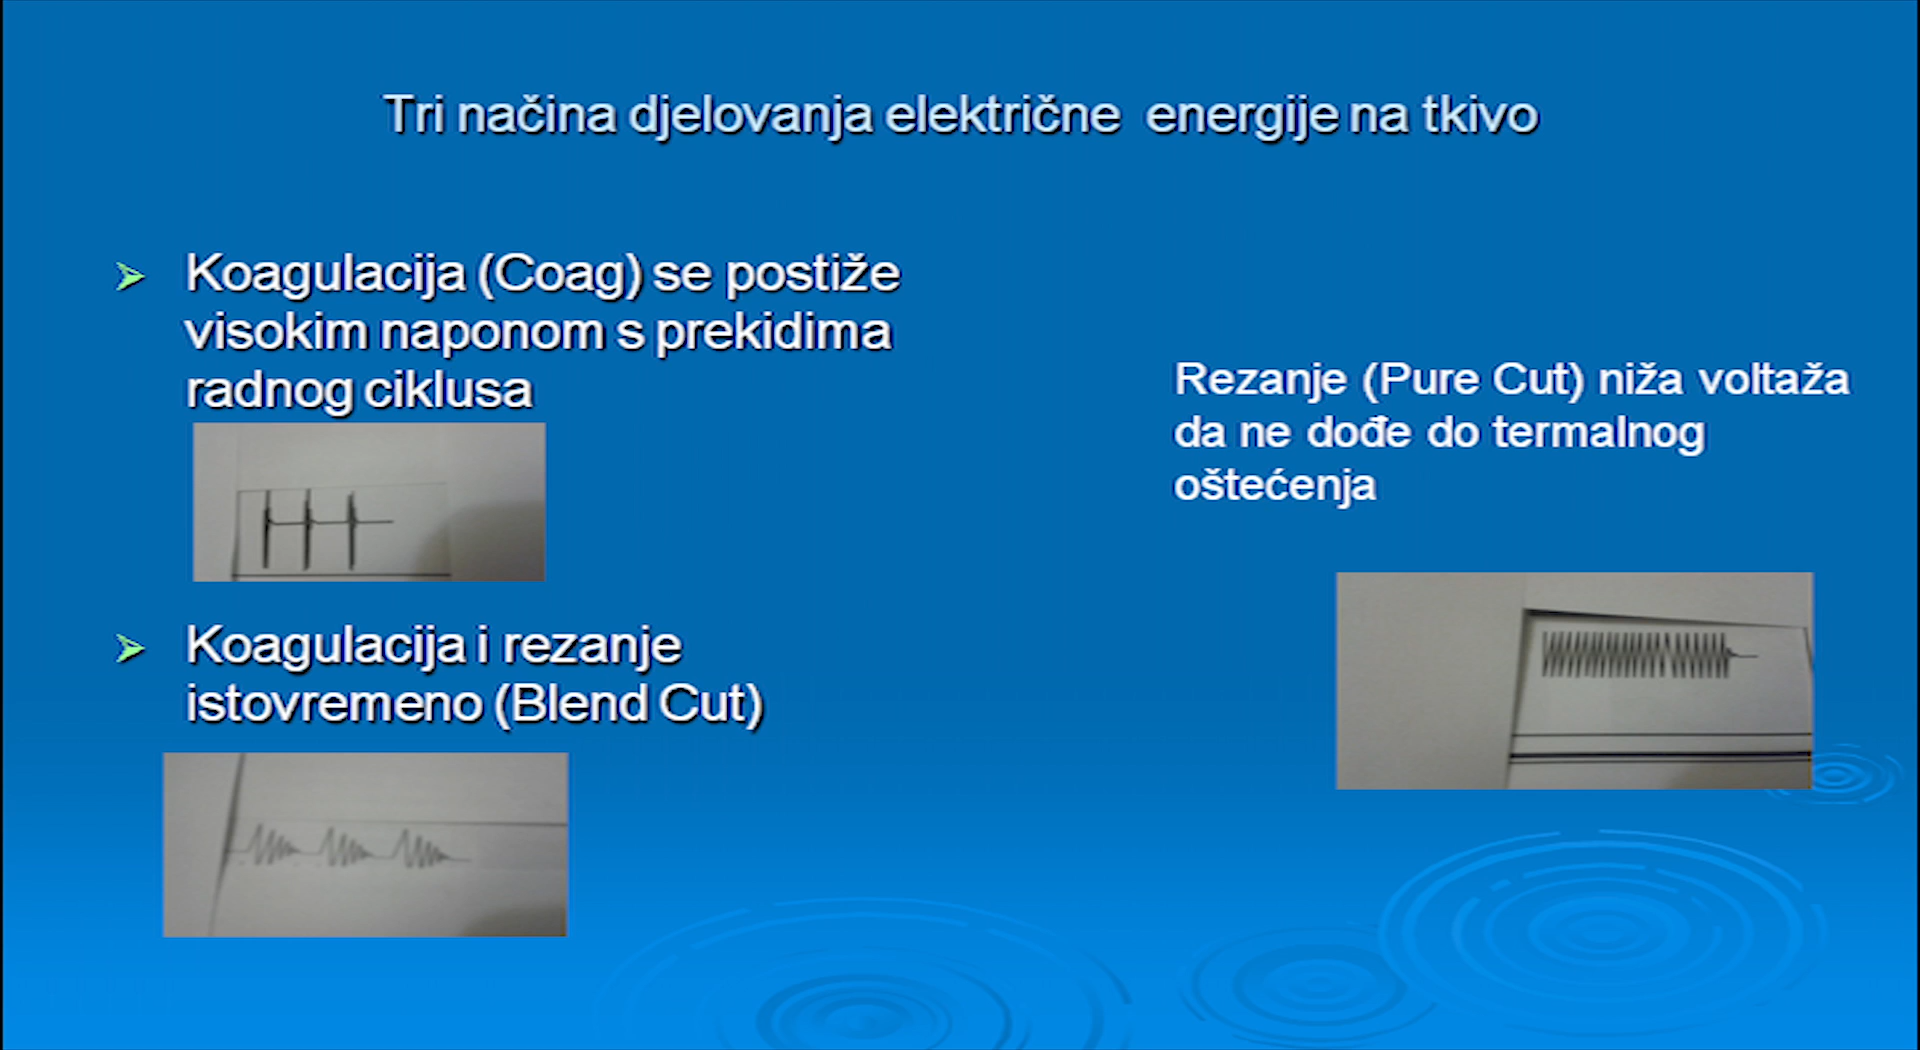 Tri načina djelovanja električne energije na tkivo
Koagulacija (Coag) se postiže
visokim naponom s prekidima
radnog ciklusa
Koagulacija i rezanje
istovremeno (Blend Cut)
Rezanje (Pure Cut) niža voltaža
da ne dođe do termalnog
oštećenja